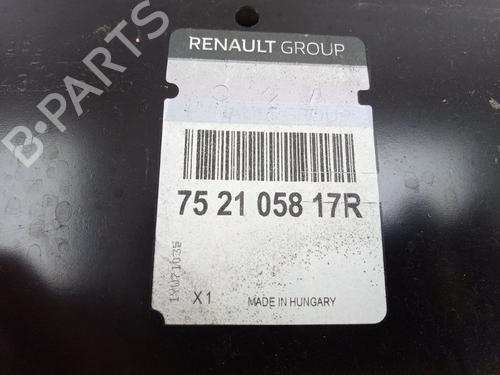 RENAULT GROUP
75 21 058 17R
X1
MADE IN HUNGARY
B-PARTS